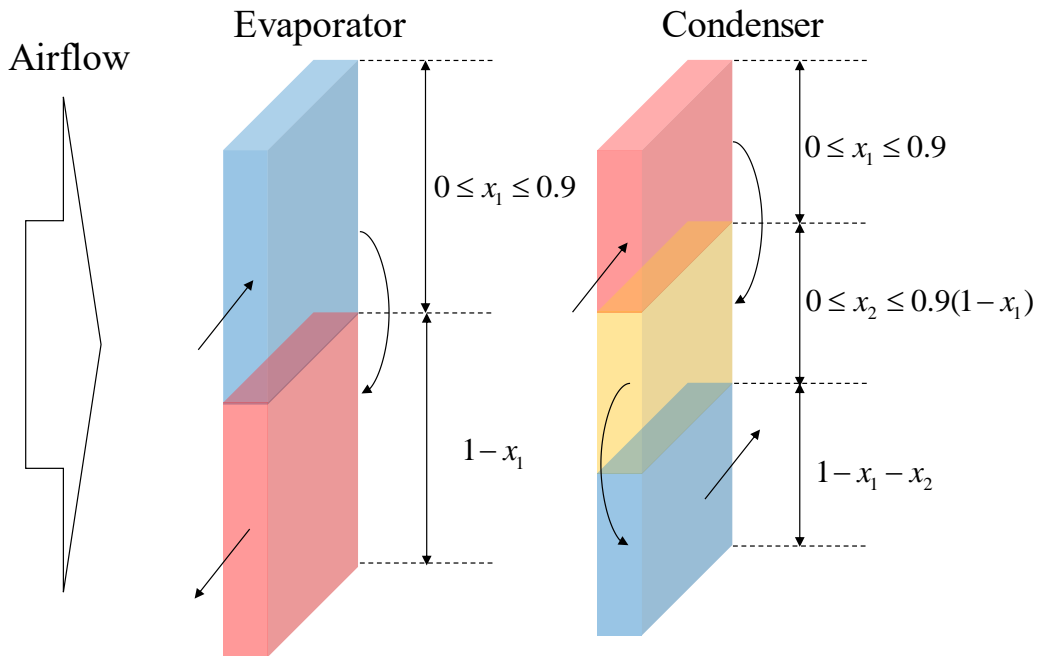 Evaporator
Condenser
Airflow
0 ≤ x₁ ≤ 0.9
1 − x₁
0 ≤ x₁ ≤ 0.9
0 ≤ x₂ ≤ 0.9(1 − x₁)
1 − x₁ − x₂